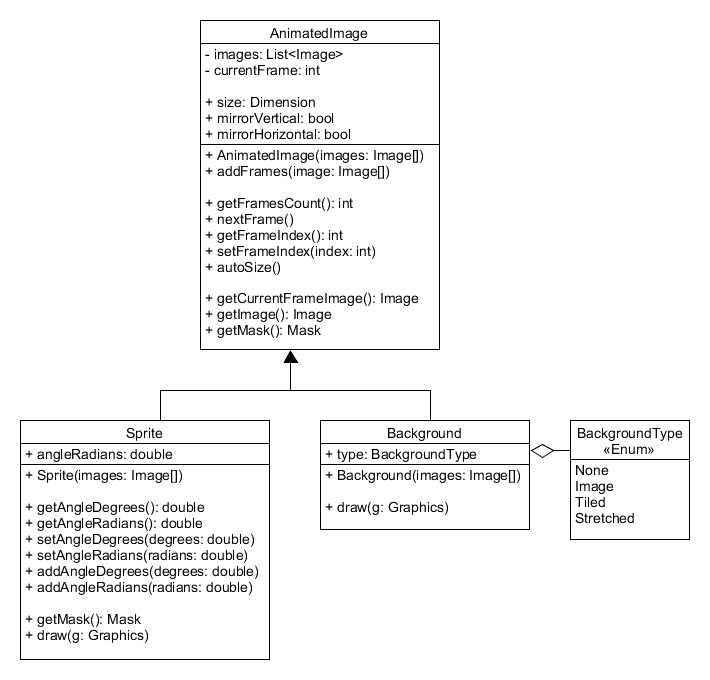 AnimatedImage
- images: List<Image>
- currentFrame: int
+ size: Dimension
+ mirrorVertical: bool
+ mirrorHorizontal: bool
+ AnimatedImage(images: Image[])
+ addFrames(image: Image[])
+ getFramesCount(): int
+ nextFrame()
+ getFrameIndex(): int
+ setFrameIndex(index: int)
+ autoSize()
+ getCurrentFrameImage(): Image
+ getImage(): Image
+ getMask(): Mask
Sprite
+ angleRadians: double
+ Sprite(images: Image[])
+ getAngleDegrees(): double
+ getAngleRadians(): double
+ setAngleDegrees(degrees: double)
+ setAngleRadians(radians: double)
+ addAngleDegrees(degrees: double)
+ addAngleRadians(radians: double)
+ getMask(): Mask
+ draw(g: Graphics)
Background
+ type: BackgroundType
+ Background(images: Image[])
+ draw(g: Graphics)
BackgroundType
«Enum»
None
Image
Tiled
Stretched